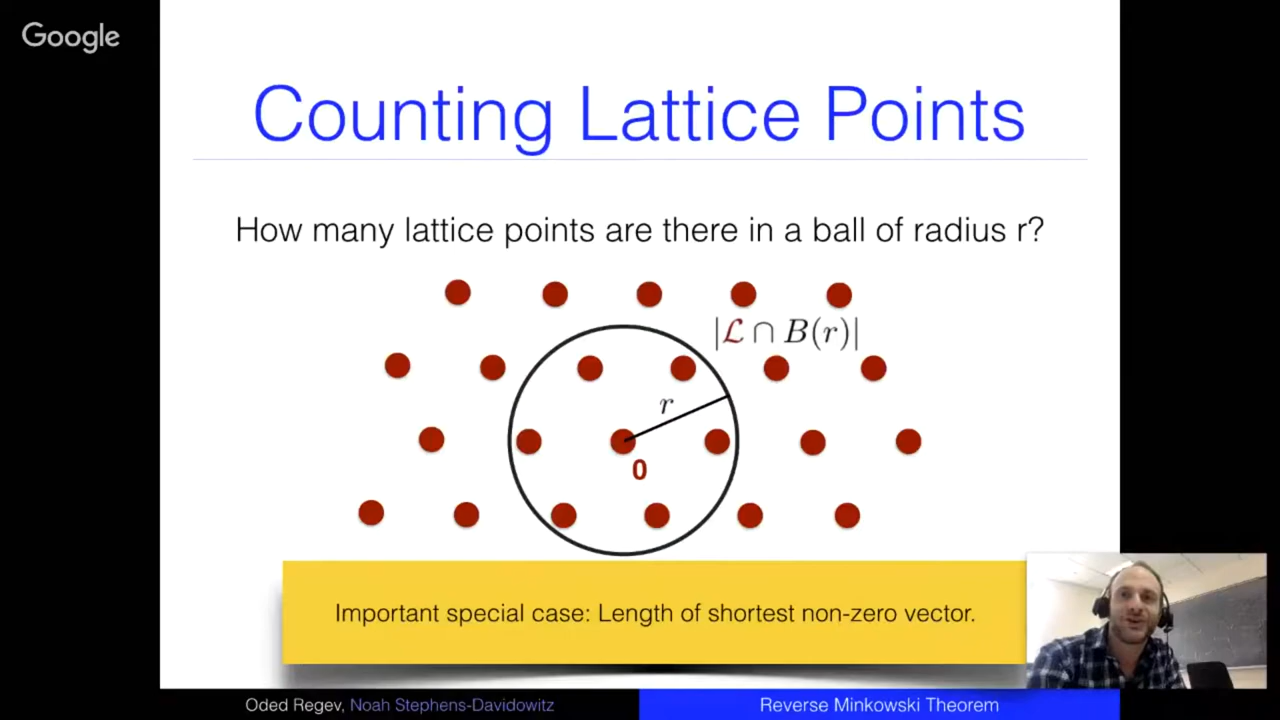 Google
Counting Lattice Points
How many lattice points are there in a ball of radius r?
|ℒ ∩ B(r)|
r
0
Important special case: Length of shortest non-zero vector.
Oded Regev, Noah Stephens-Davidowitz
Reverse Minkowski Theorem